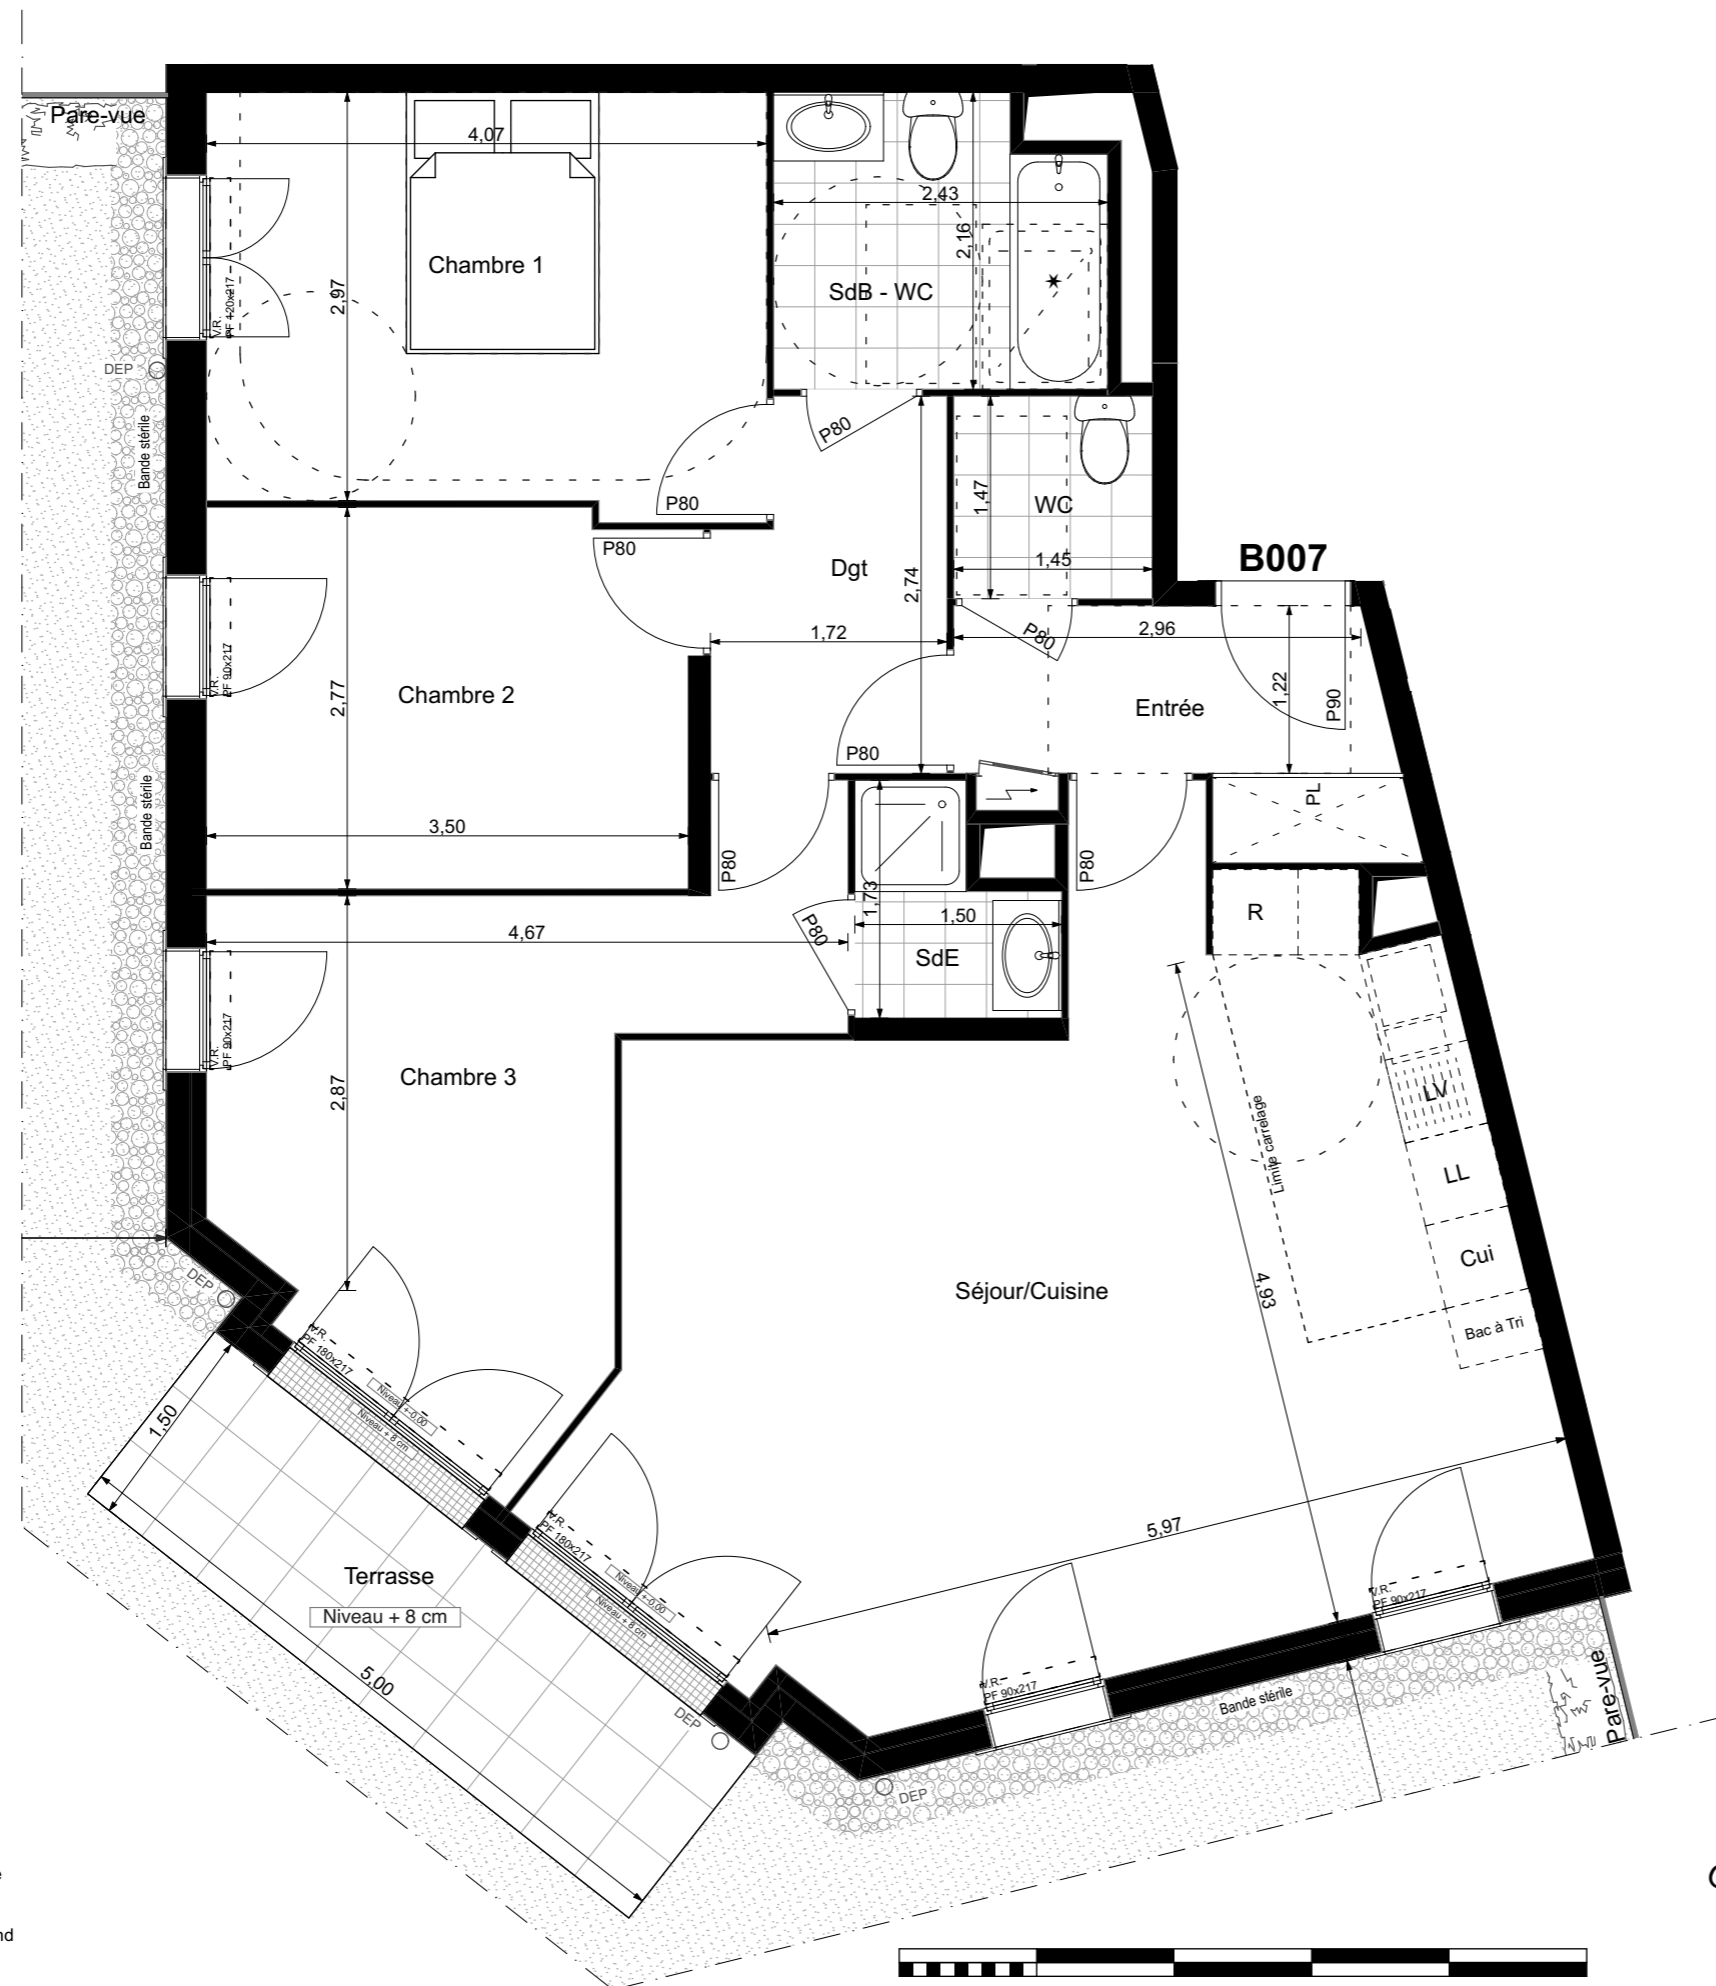 Pare-vue
4,07
Chambre 1
2,97
V.R.
PF 120x217
2,43
2,16
SdB - WC
DEP
Bande stérile
P80
P80
P80
1,47
WC
1,45
B007
Dgt
2,74
1,72
P80
2,96
1,22
P90
Entrée
V.R.
PF 90x217
Chambre 2
2,77
3,50
P80
PL
Bande stérile
P80
P80
1,73
1,50
R
P80
4,67
SdE
V.R.
PF 90x217
Chambre 3
2,87
Limite carrelage
LV
LL
Cui
Bac à Tri
4,93
Séjour/Cuisine
DEP
V.R.
PF 180x217
Niveau +-0,00
Niveau + 8 cm
1,50
V.R.
PF 180x217
Niveau +-0,00
Niveau + 8 cm
5,97
Terrasse
Niveau + 8 cm
5,00
V.R.
PF 90x217
V.R.
PF 90x217
Bande stérile
Pare-vue
DEP
DEP
nd